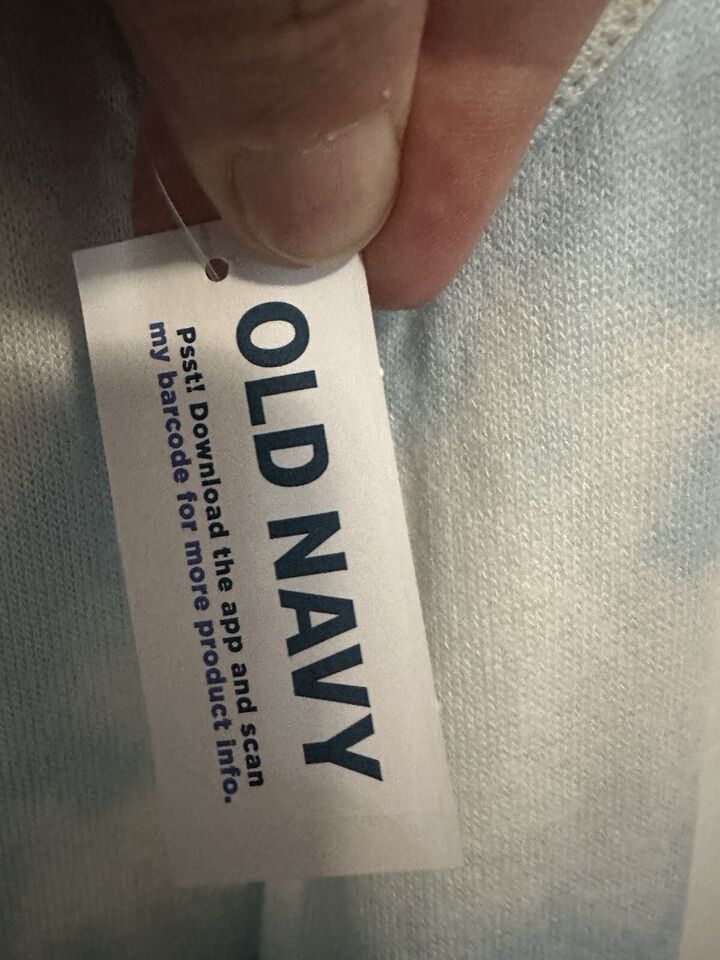 OLD NAVY
Psst! Download the app and scan
my barcode for more product info.